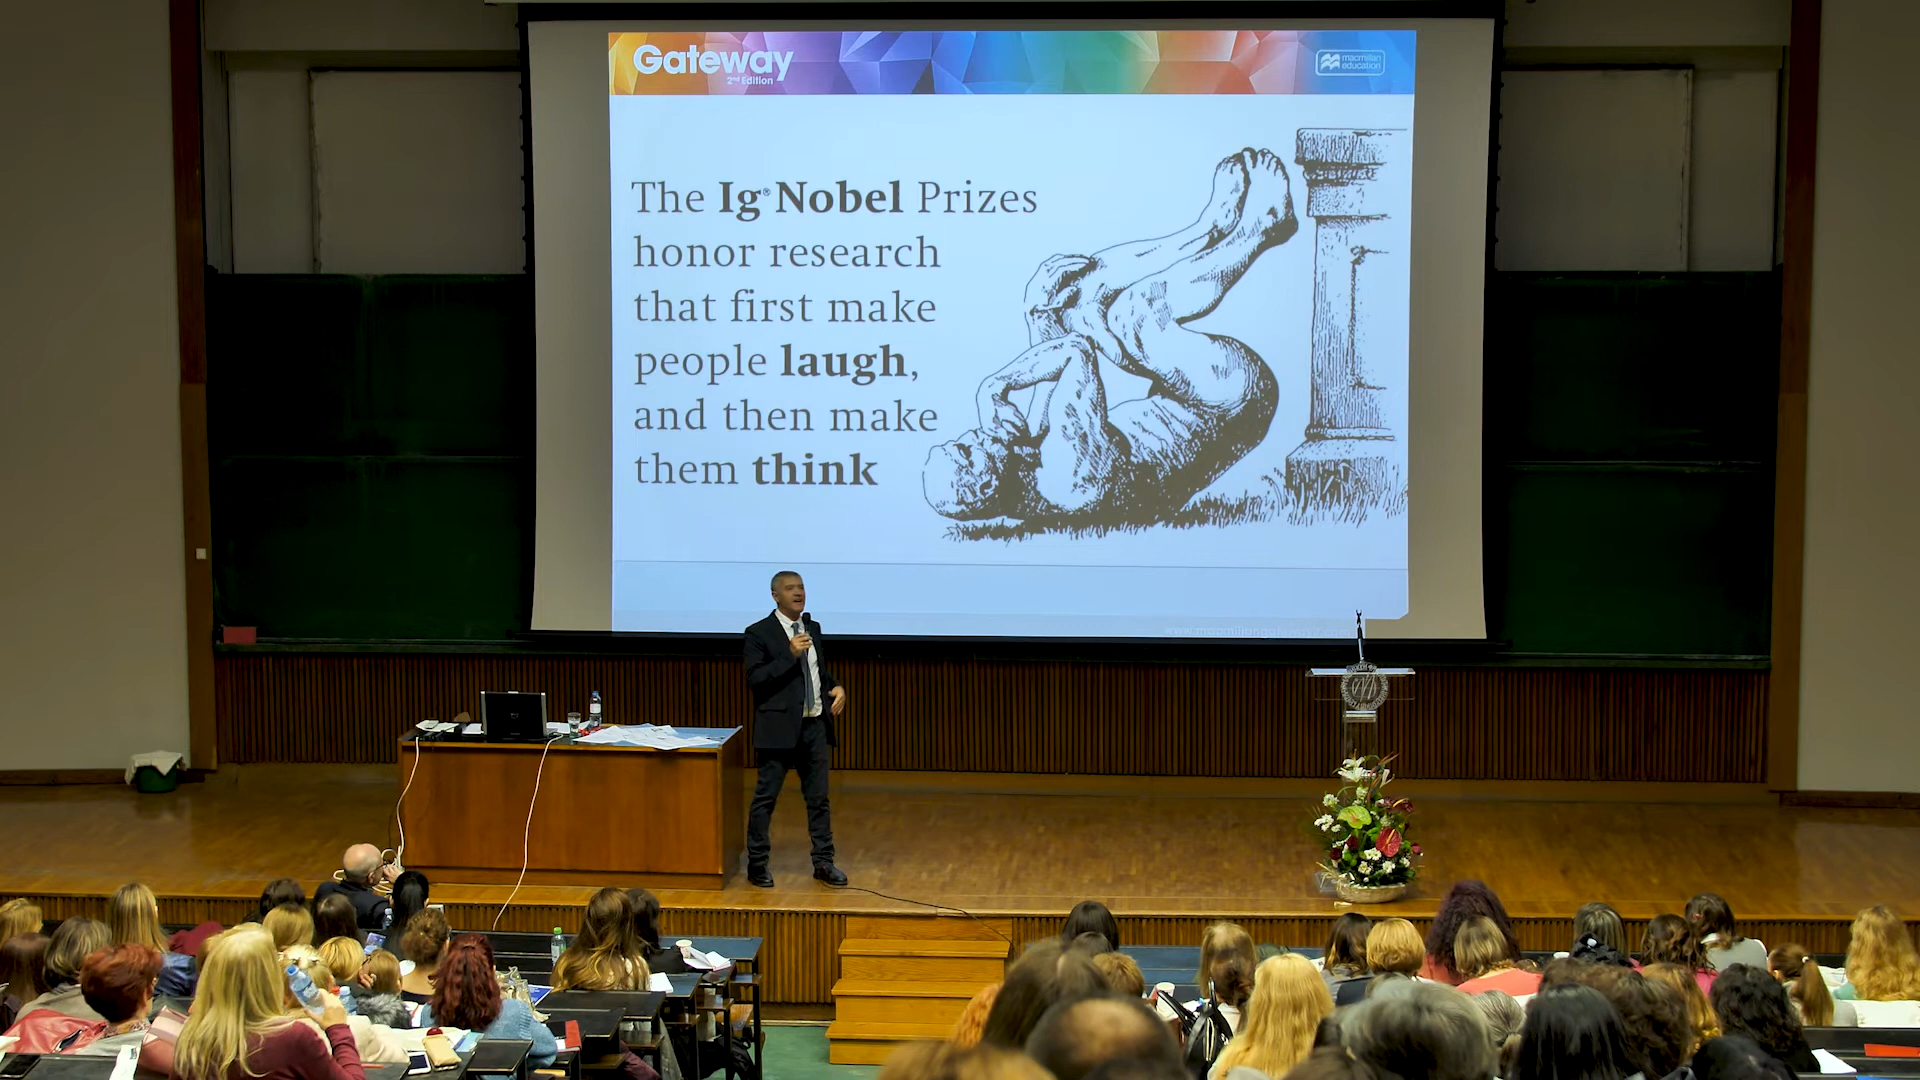 Gateway
2nd Edition
macmillan
education
The Ig® Nobel Prizes
honor research
that first make
people laugh,
and then make
them think